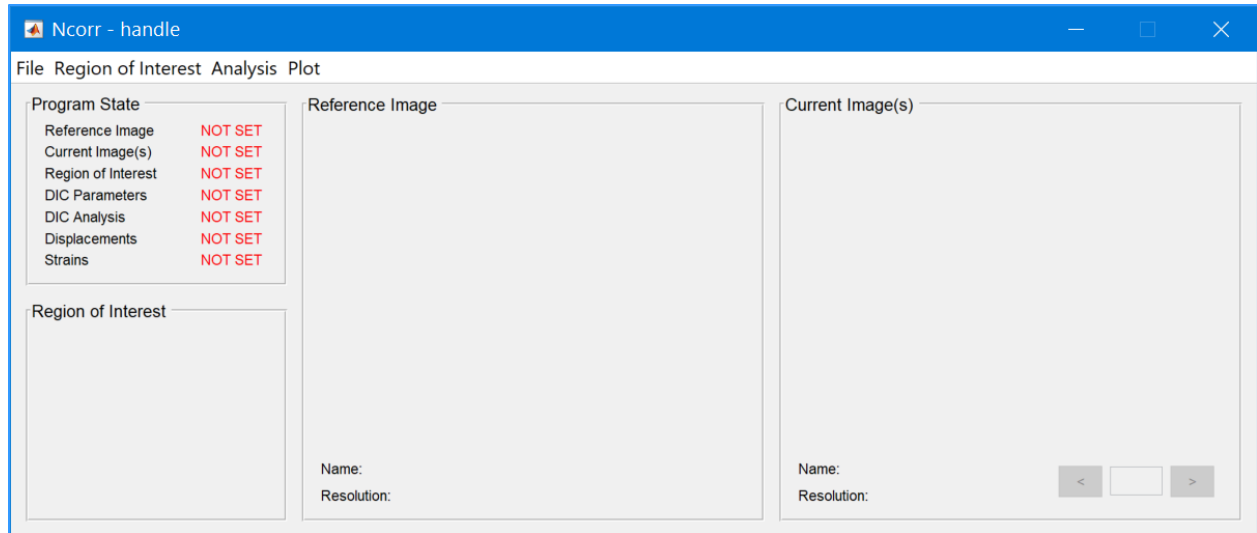 Ncorr - handle
File Region of Interest Analysis Plot
Program State
Reference Image NOT SET
Current Image(s) NOT SET
Region of Interest NOT SET
DIC Parameters NOT SET
DIC Analysis NOT SET
Displacements NOT SET
Strains NOT SET
Region of Interest
Reference Image
Name:
Resolution:
Current Image(s)
Name:
Resolution:
< >